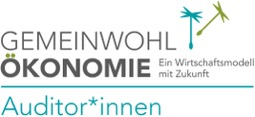 GEMEINWOHL
ÖKONOMIE Ein Wirtschaftsmodell
mit Zukunft
Auditor*innen